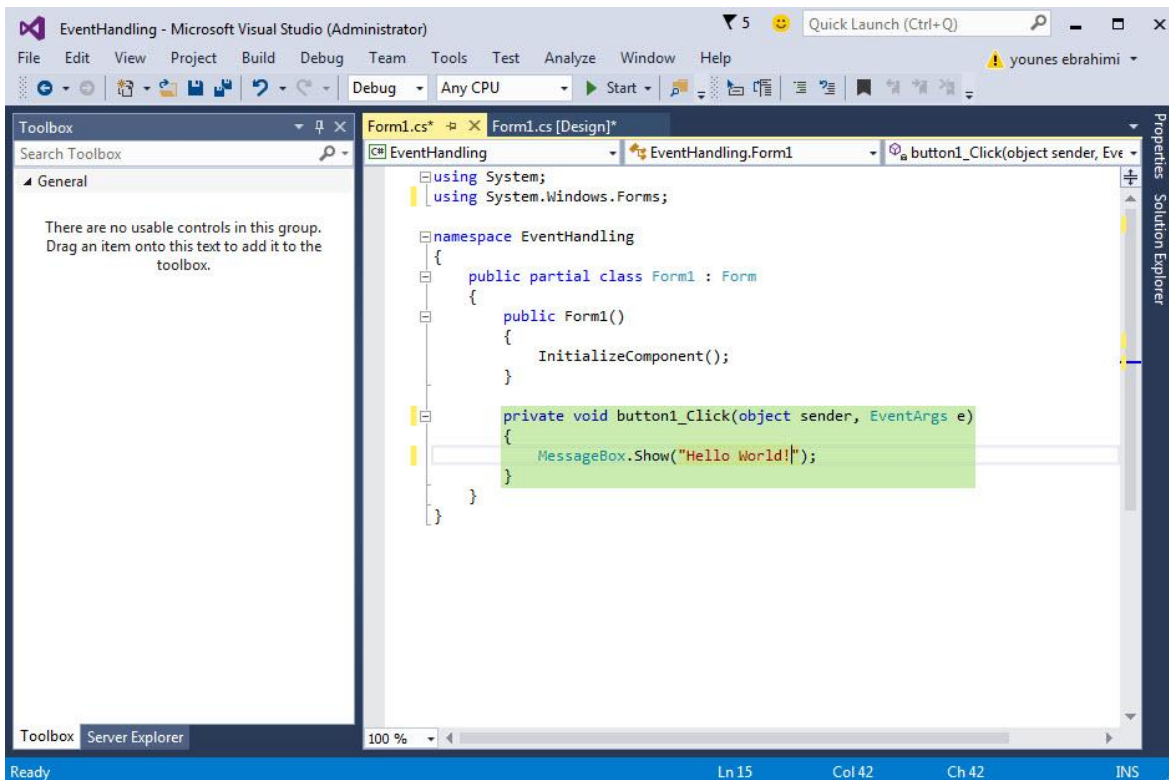 EventHandling - Microsoft Visual Studio (Administrator)
5
Quick Launch (Ctrl+Q)
File Edit View Project Build Debug Team Tools Test Analyze Window Help
younes ebrahimi
Debug
Any CPU
Start
Toolbox
Search Toolbox
General
There are no usable controls in this group.
Drag an item onto this text to add it to the
toolbox.
Form1.cs*
Form1.cs [Design]*
C# EventHandling
EventHandling.Form1
button1_Click(object sender, Eve
using System;
using System.Windows.Forms;
namespace EventHandling
{
public partial class Form1 : Form
{
public Form1()
{
InitializeComponent();
}
private void button1_Click(object sender, EventArgs e)
{
MessageBox.Show("Hello World!");
}
}
}
Properties
Solution Explorer
100 %
Toolbox
Server Explorer
Ready
Ln 15
Col 42
Ch 42
INS